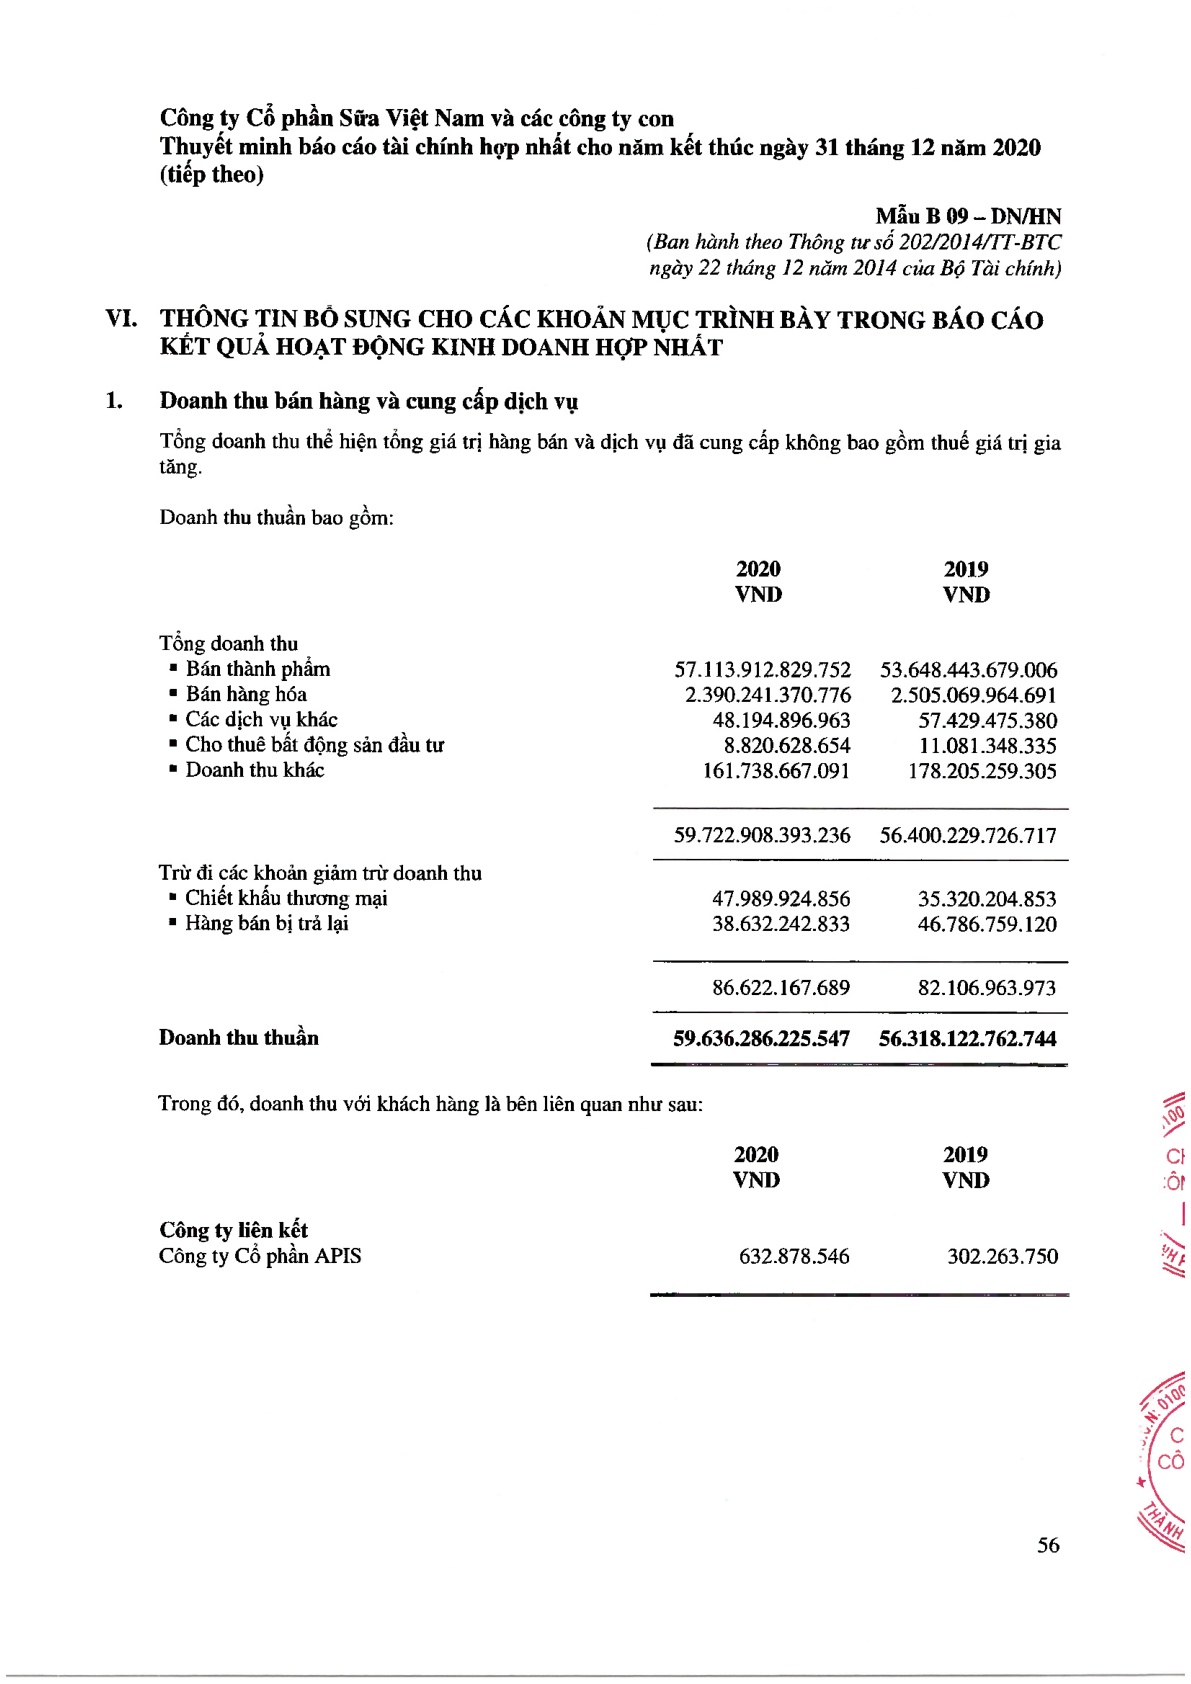 Công ty Cổ phần Sữa Việt Nam và các công ty con
Thuyết minh báo cáo tài chính hợp nhất cho năm kết thúc ngày 31 tháng 12 năm 2020
(tiếp theo)
Mẫu B 09 – DN/HN
(Ban hành theo Thông tư số 202/2014/TT-BTC
ngày 22 tháng 12 năm 2014 của Bộ Tài chính)
VI. THÔNG TIN BỔ SUNG CHO CÁC KHOẢN MỤC TRÌNH BÀY TRONG BÁO CÁO
KẾT QUẢ HOẠT ĐỘNG KINH DOANH HỢP NHẤT
1. Doanh thu bán hàng và cung cấp dịch vụ
Tổng doanh thu thể hiện tổng giá trị hàng bán và dịch vụ đã cung cấp không bao gồm thuế giá trị gia
tăng.
Doanh thu thuần bao gồm:
2020 2019
VND VND
Tổng doanh thu
▪ Bán thành phẩm 57.113.912.829.752 53.648.443.679.006
▪ Bán hàng hóa 2.390.241.370.776 2.505.069.964.691
▪ Các dịch vụ khác 48.194.896.963 57.429.475.380
▪ Cho thuê bất động sản đầu tư 8.820.628.654 11.081.348.335
▪ Doanh thu khác 161.738.667.091 178.205.259.305
59.722.908.393.236 56.400.229.726.717
Trừ đi các khoản giảm trừ doanh thu
▪ Chiết khấu thương mại 47.989.924.856 35.320.204.853
▪ Hàng bán bị trả lại 38.632.242.833 46.786.759.120
86.622.167.689 82.106.963.973
Doanh thu thuần 59.636.286.225.547 56.318.122.762.744
Trong đó, doanh thu với khách hàng là bên liên quan như sau:
2020 2019
VND VND
Công ty liên kết
Công ty Cổ phần APIS 632.878.546 302.263.750
CÔ
THÀNH
56